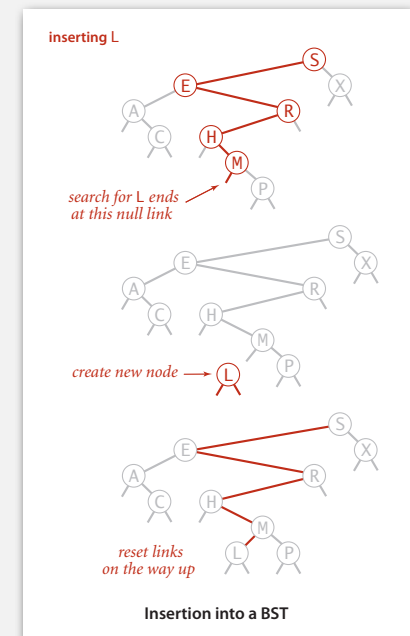 inserting L
S
E
X
A
R
C
H
M
P
search for L ends
at this null link
S
E
X
A
R
C
H
M
P
create new node
L
S
E
X
A
R
C
H
M
L
P
reset links
on the way up
Insertion into a BST